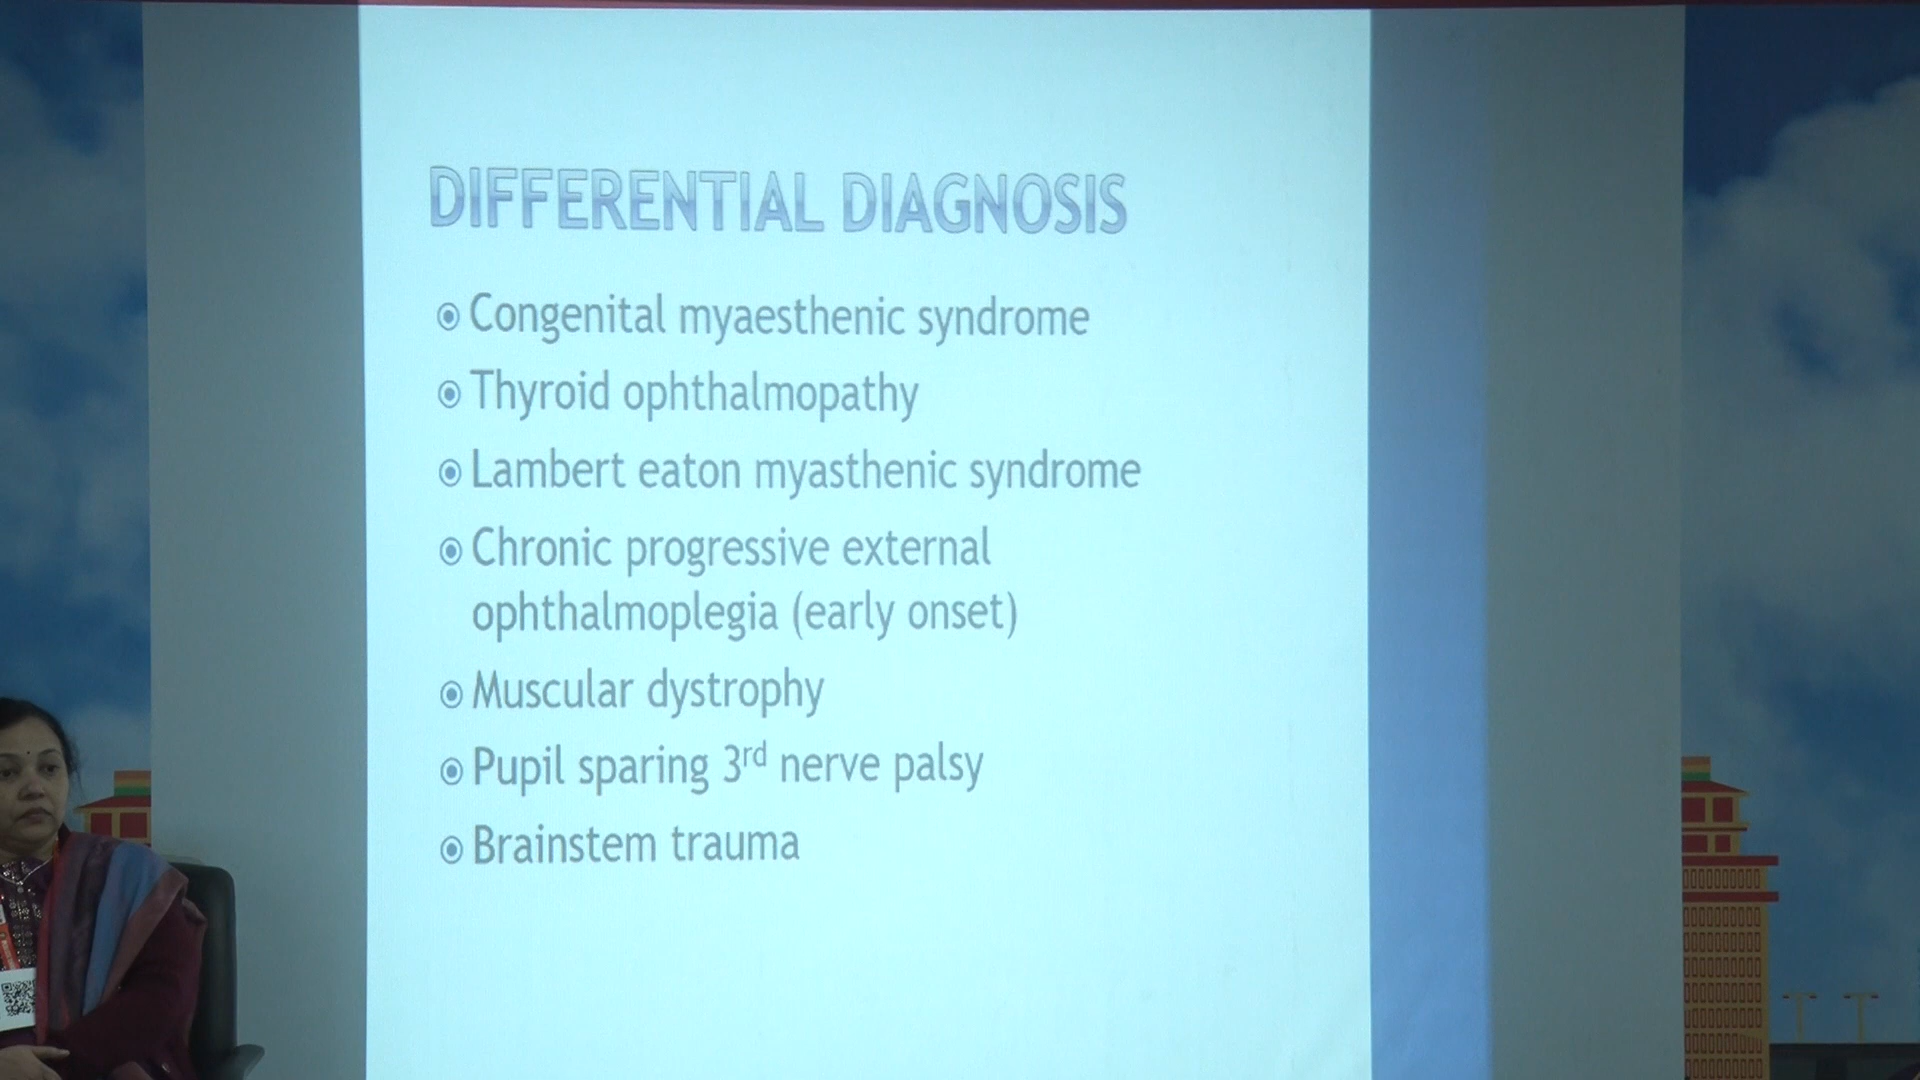 DIFFERENTIAL DIAGNOSIS
Congenital myaesthenic syndrome
Thyroid ophthalmopathy
Lambert eaton myasthenic syndrome
Chronic progressive external
ophthalmoplegia (early onset)
Muscular dystrophy
Pupil sparing 3rd nerve palsy
Brainstem trauma